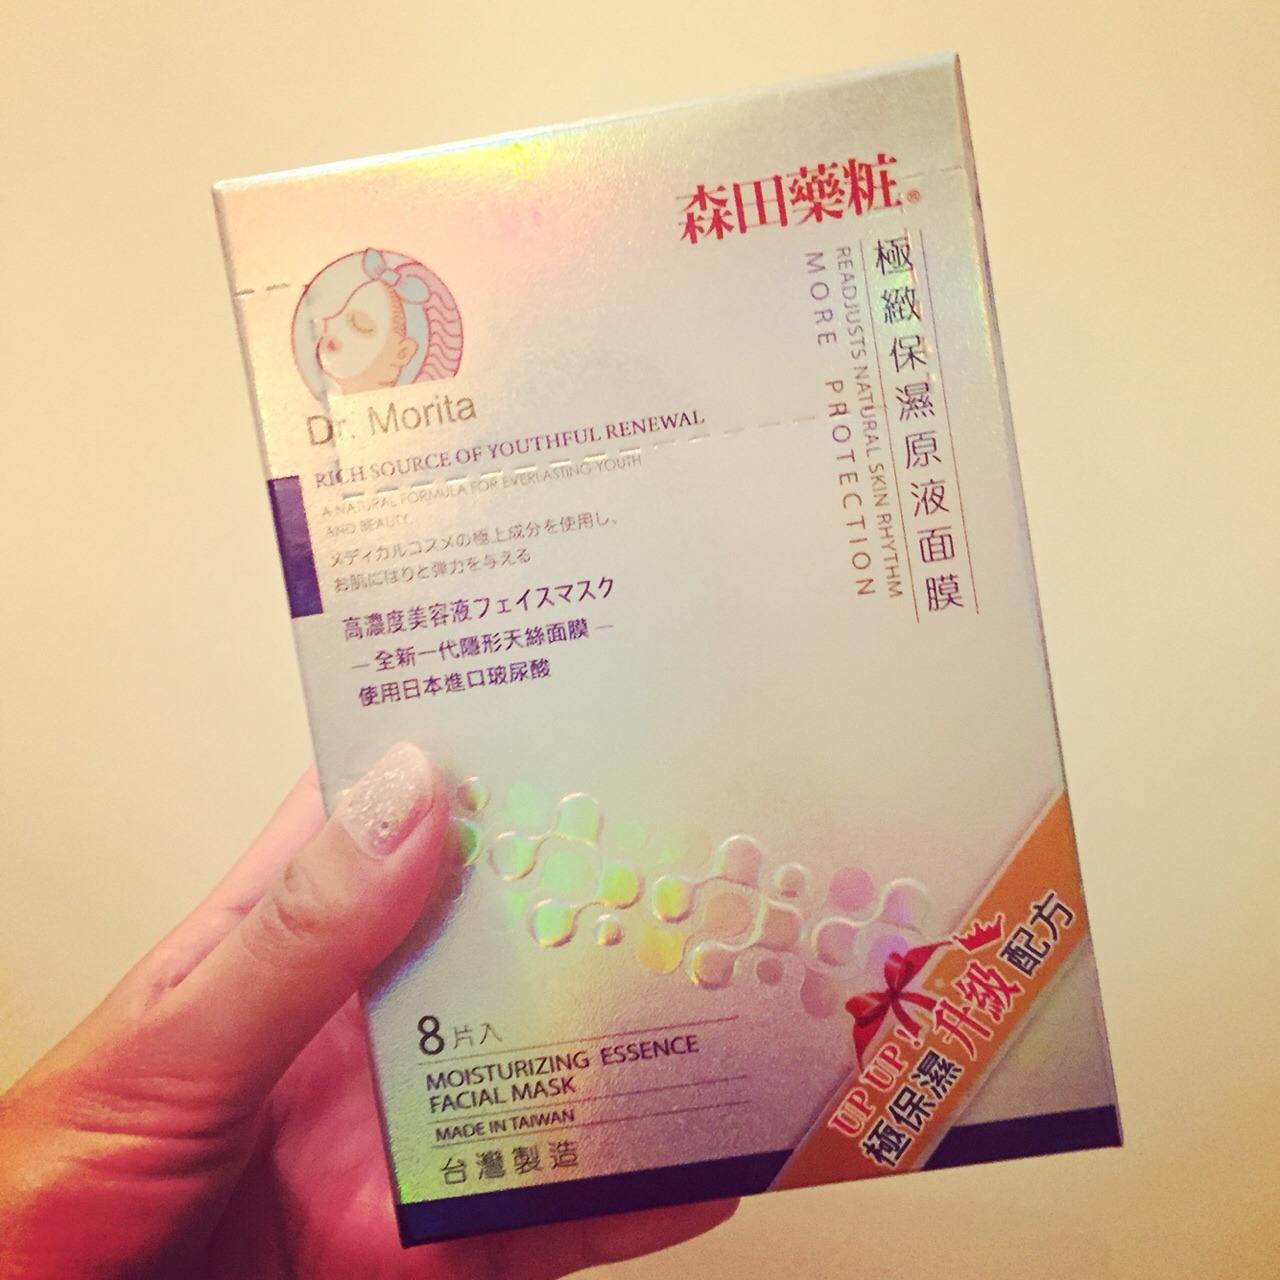 森田藥粧®
極緻保濕原液面膜
READJUSTS NATURAL SKIN RHYTHM
MORE PROTECTION
Dr. Morita
RICH SOURCE OF YOUTHFUL RENEWAL
A NATURAL FORMULA FOR EVERLASTING YOUTH
AND BEAUTY.
メディカルコスメの極上成分を使用し、
お肌にはりと弾力を与える
高濃度美容液フェイスマスク
—全新一代隱形天絲面膜—
使用日本進口玻尿酸
8片入
MOISTURIZING ESSENCE
FACIAL MASK
MADE IN TAIWAN
台灣製造
UP UP!
極保濕升級配方